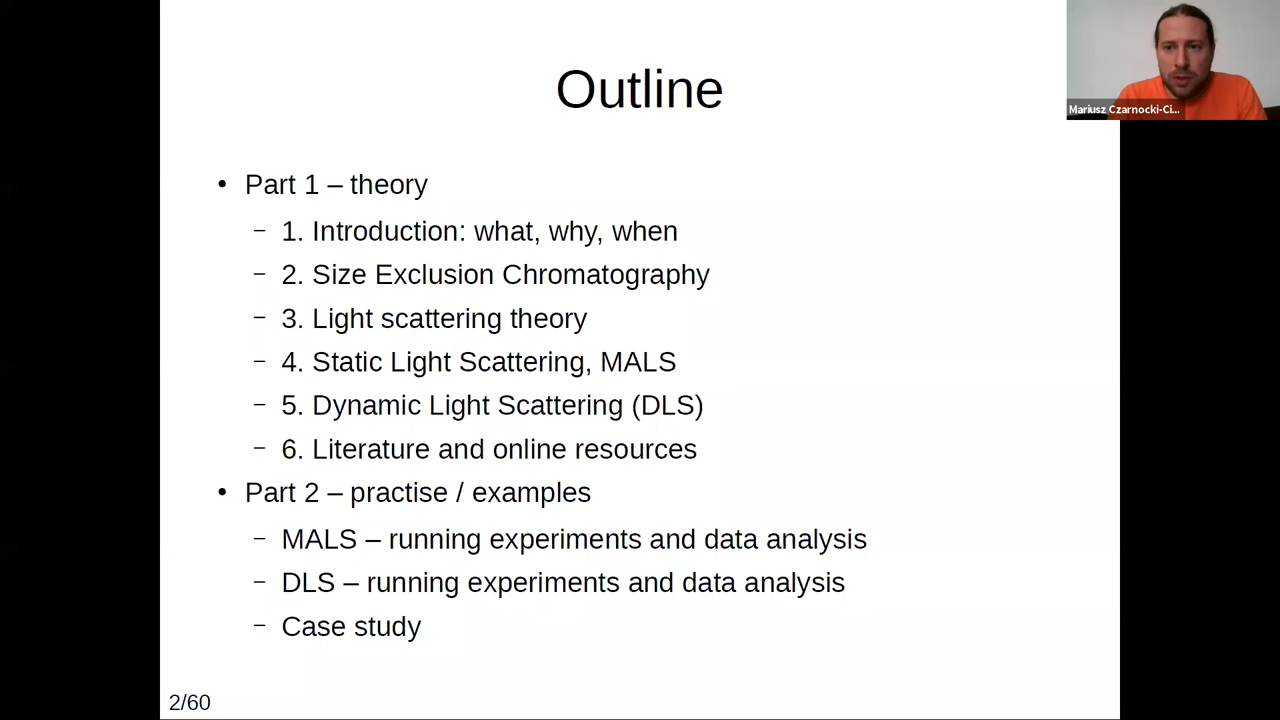 Outline
Mariusz Czarnocki-Ci...
• Part 1 – theory
– 1. Introduction: what, why, when
– 2. Size Exclusion Chromatography
– 3. Light scattering theory
– 4. Static Light Scattering, MALS
– 5. Dynamic Light Scattering (DLS)
– 6. Literature and online resources
• Part 2 – practise / examples
– MALS – running experiments and data analysis
– DLS – running experiments and data analysis
– Case study
2/60